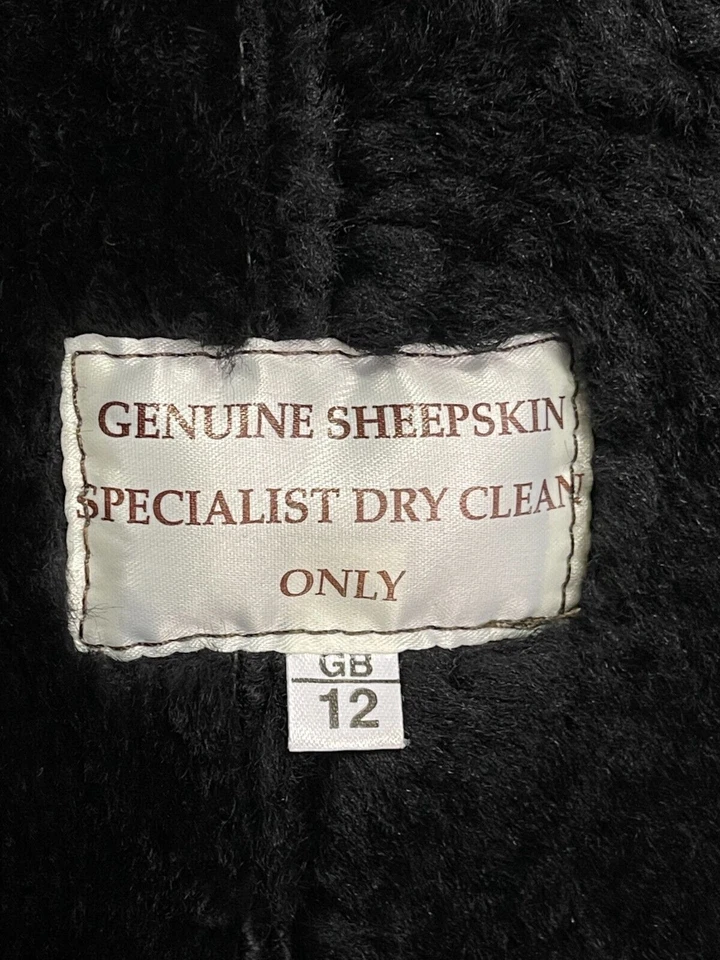 GENUINE SHEEPSKIN
SPECIALIST DRY CLEAN
ONLY
GB
12